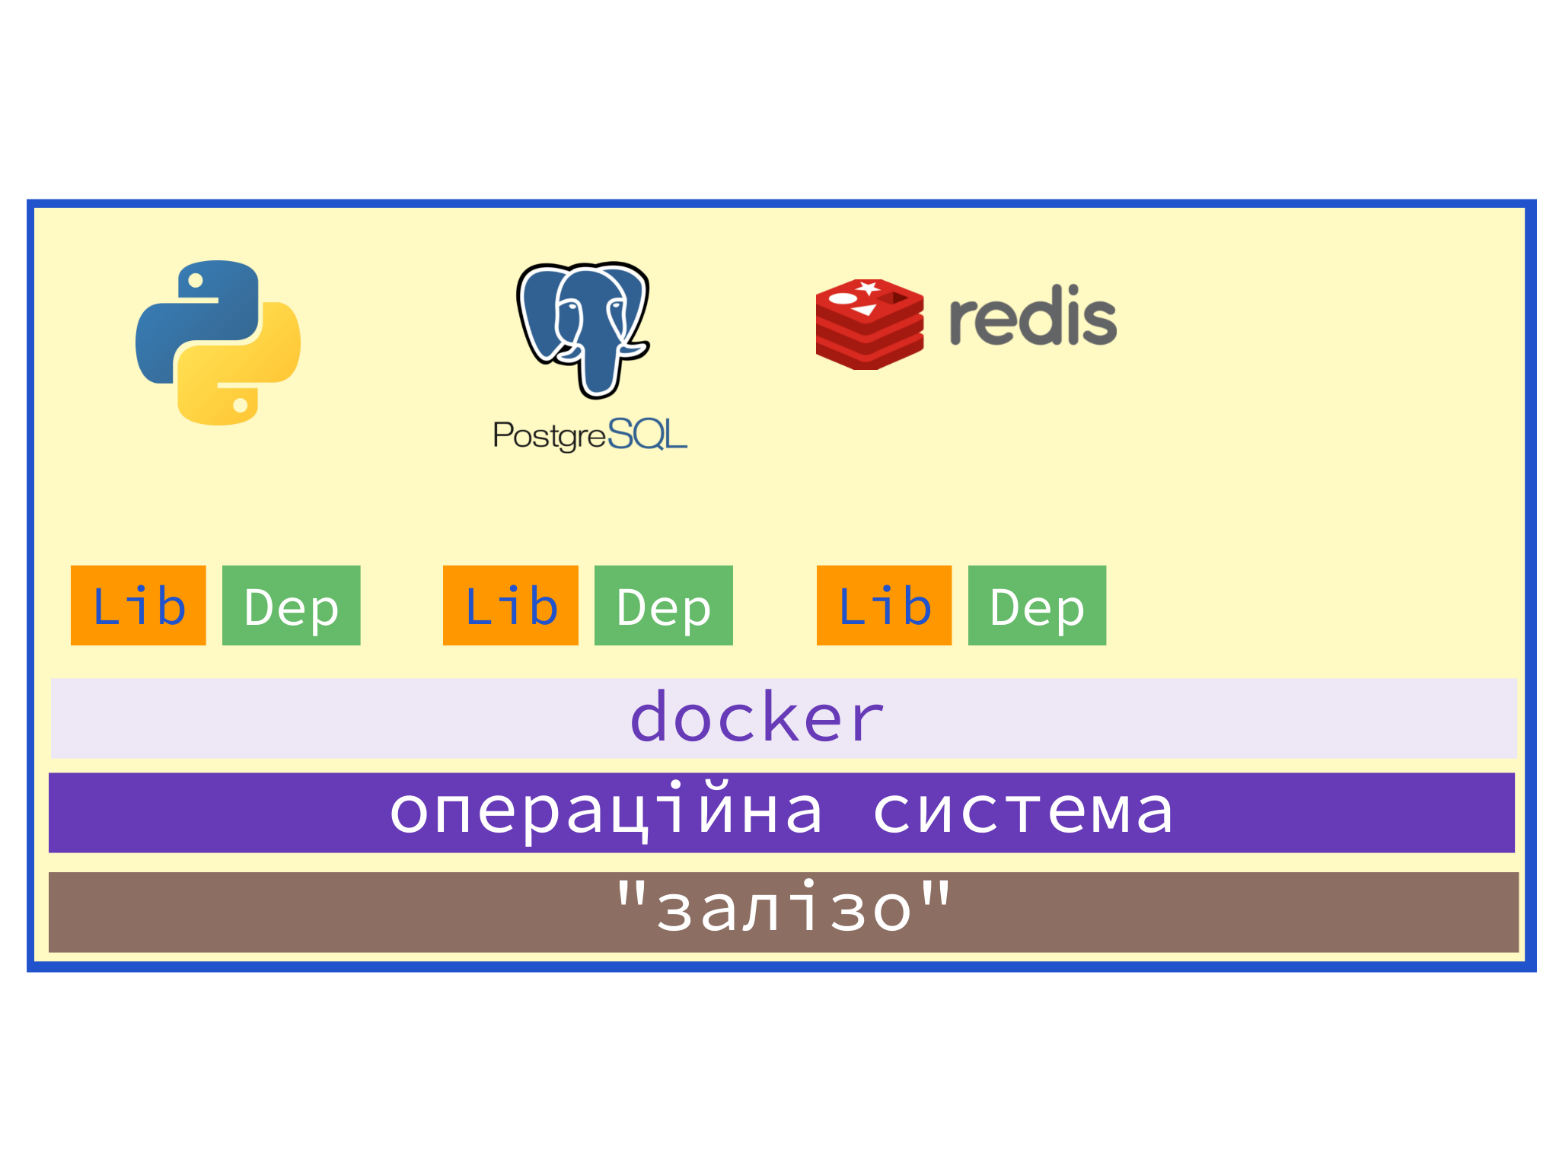 redis
PostgreSQL
Lib Dep Lib Dep Lib Dep
docker
операційна система
"залізо"